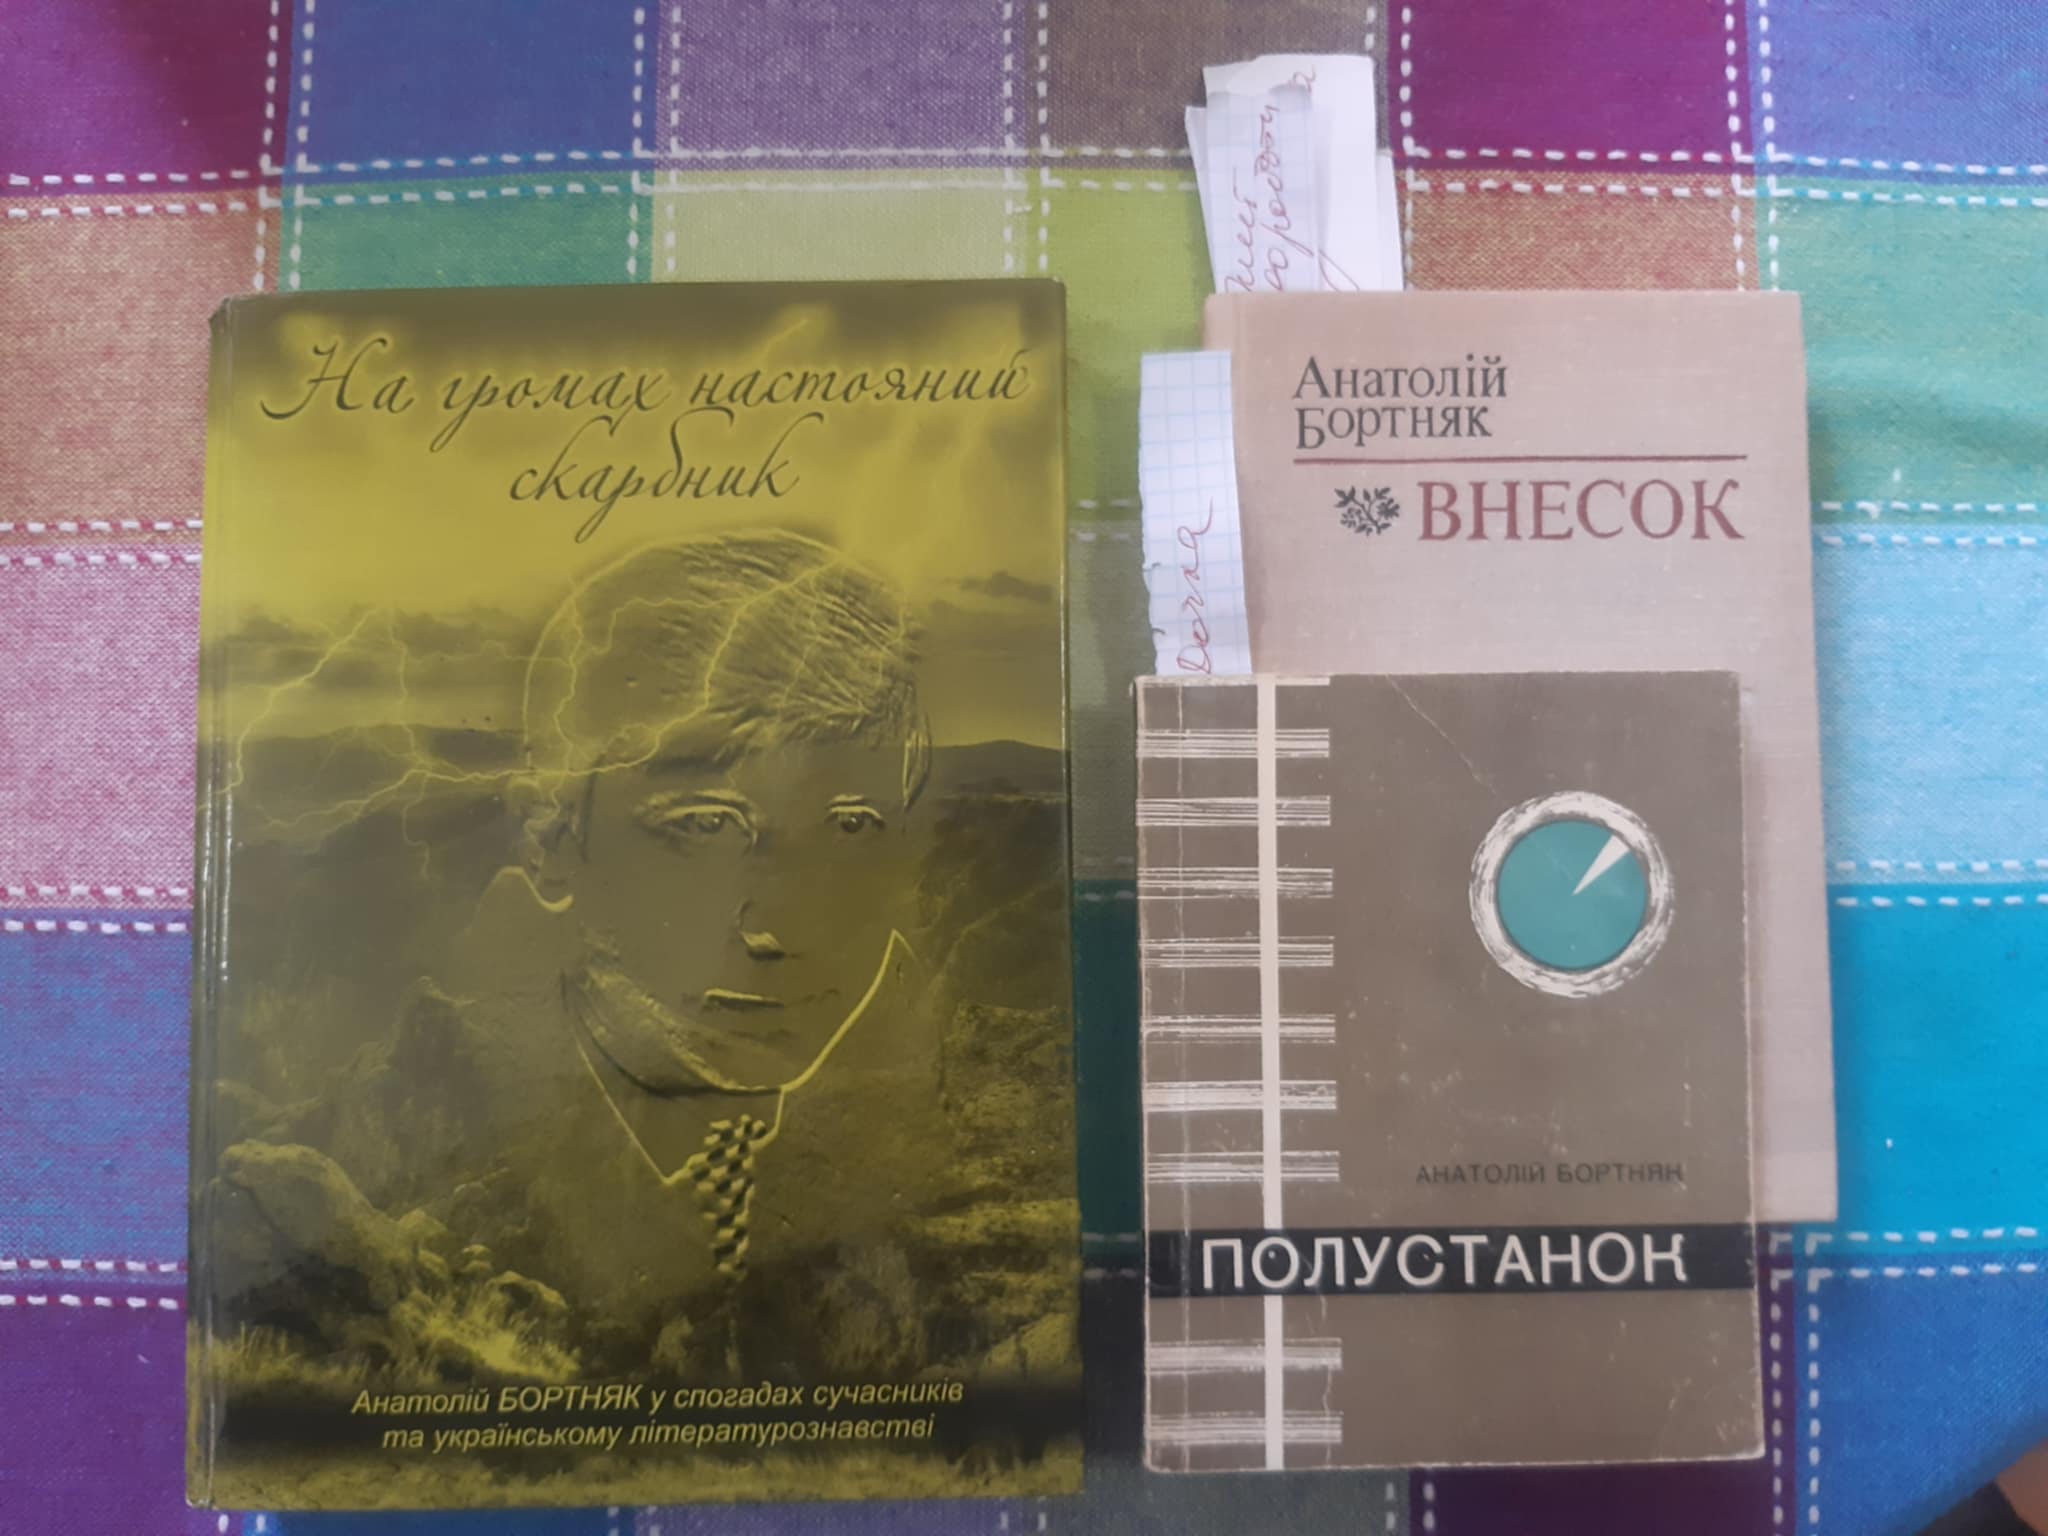 На громах настояний
скарбник
Анатолій БОРТНЯК у спогадах сучасників
та українському літературознавстві
Анатолій
Бортняк
ВНЕСОК
АНАТОЛІЙ БОРТНЯК
ПОЛУСТАНОК